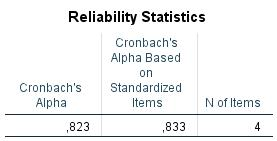 Reliability Statistics
Cronbach's
Alpha Based
on
Cronbach's Standardized
Alpha Items N of Items
,823 ,833 4